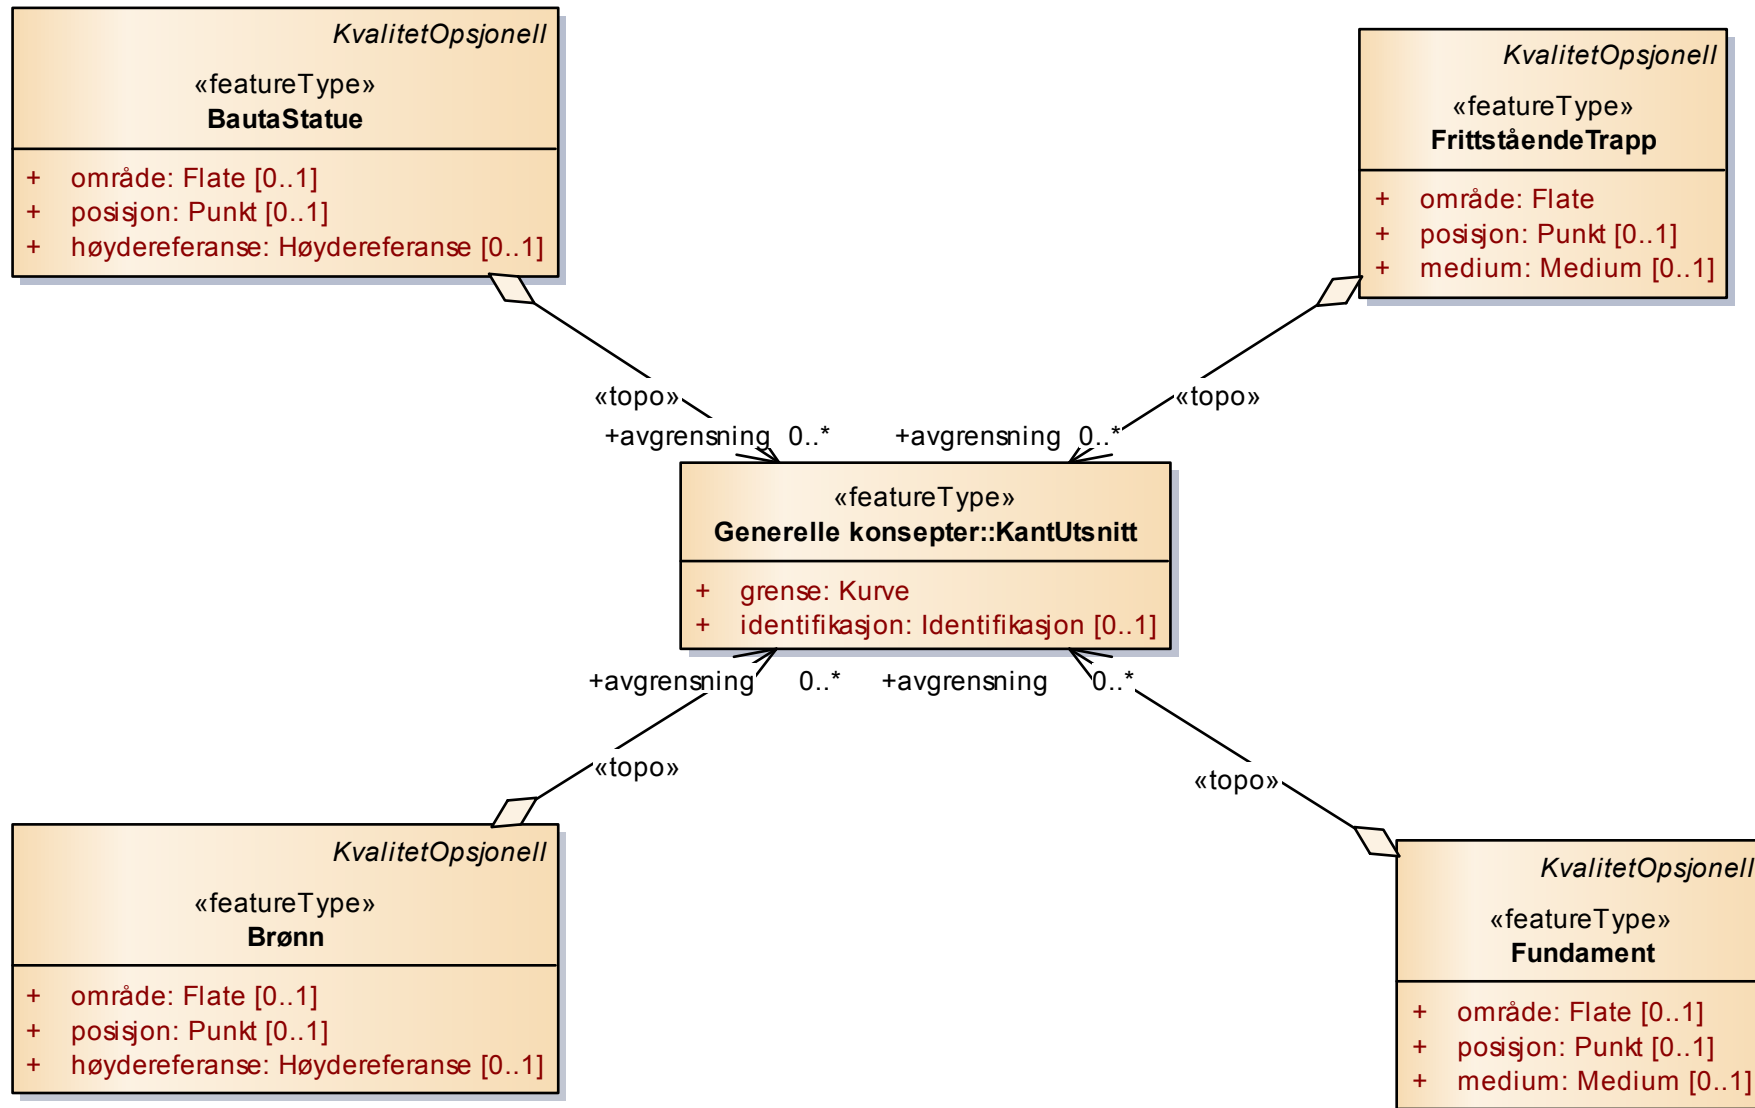 KvalitetOpsjonell
«featureType»
BautaStatue
+ område: Flate [0..1]
+ posisjon: Punkt [0..1]
+ høydereferanse: Høydereferanse [0..1]
KvalitetOpsjonell
«featureType»
FrittståendeTrapp
+ område: Flate
+ posisjon: Punkt [0..1]
+ medium: Medium [0..1]
«topo»
«topo»
+avgrensning 0..*
+avgrensning 0..*
«featureType»
Generelle konsepter::KantUtsnitt
+ grense: Kurve
+ identifikasjon: Identifikasjon [0..1]
+avgrensning 0..*
+avgrensning 0..*
«topo»
«topo»
KvalitetOpsjonell
«featureType»
Brønn
+ område: Flate [0..1]
+ posisjon: Punkt [0..1]
+ høydereferanse: Høydereferanse [0..1]
KvalitetOpsjonell
«featureType»
Fundament
+ område: Flate [0..1]
+ posisjon: Punkt [0..1]
+ medium: Medium [0..1]